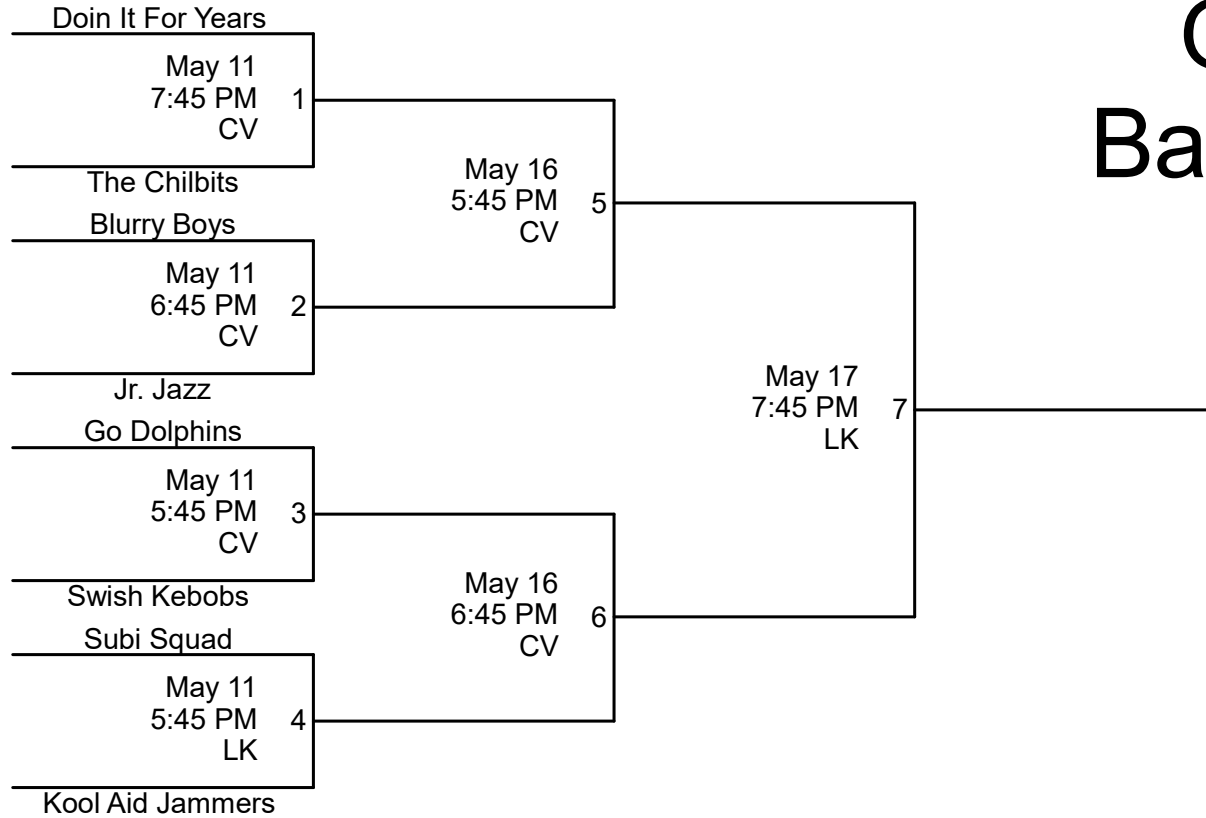 Doin It For Years
May 11
7:45 PM
CV
1
The Chilbits
Blurry Boys
May 11
6:45 PM
CV
2
Jr. Jazz
Go Dolphins
May 11
5:45 PM
CV
3
Swish Kebobs
Subi Squad
May 11
5:45 PM
LK
4
Kool Aid Jammers
May 16
5:45 PM
CV
5
May 16
6:45 PM
CV
6
May 17
7:45 PM
LK
7
Ba